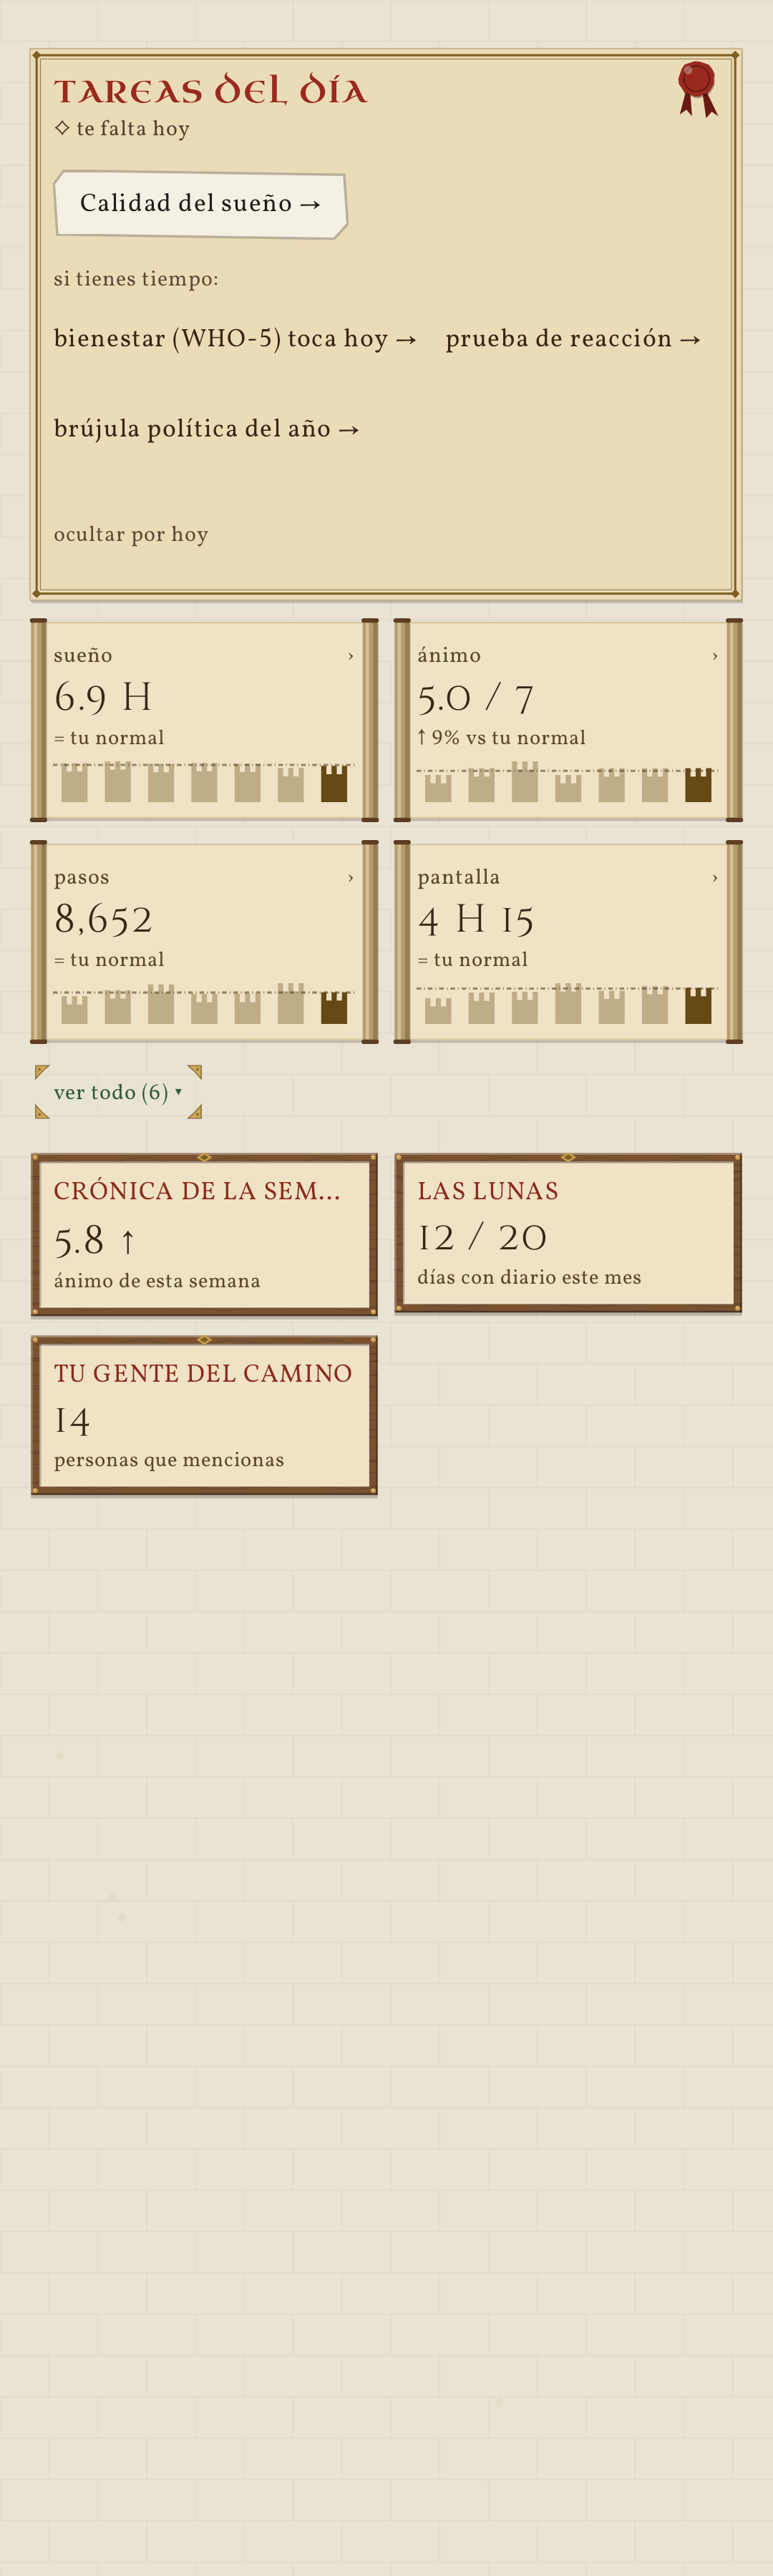 TAREAS DEL DÍA
✧ te falta hoy
Calidad del sueño →
si tienes tiempo:
bienestar (WHO-5) toca hoy → prueba de reacción →
brújula política del año →
ocultar por hoy
sueño ›
6.9 H
= tu normal
ánimo ›
5.0 / 7
↑ 9% vs tu normal
pasos ›
8,652
= tu normal
pantalla ›
4 H 15
= tu normal
ver todo (6) ▾
CRÓNICA DE LA SEM...
5.8 ↑
ánimo de esta semana
LAS LUNAS
12 / 20
días con diario este mes
TU GENTE DEL CAMINO
14
personas que mencionas